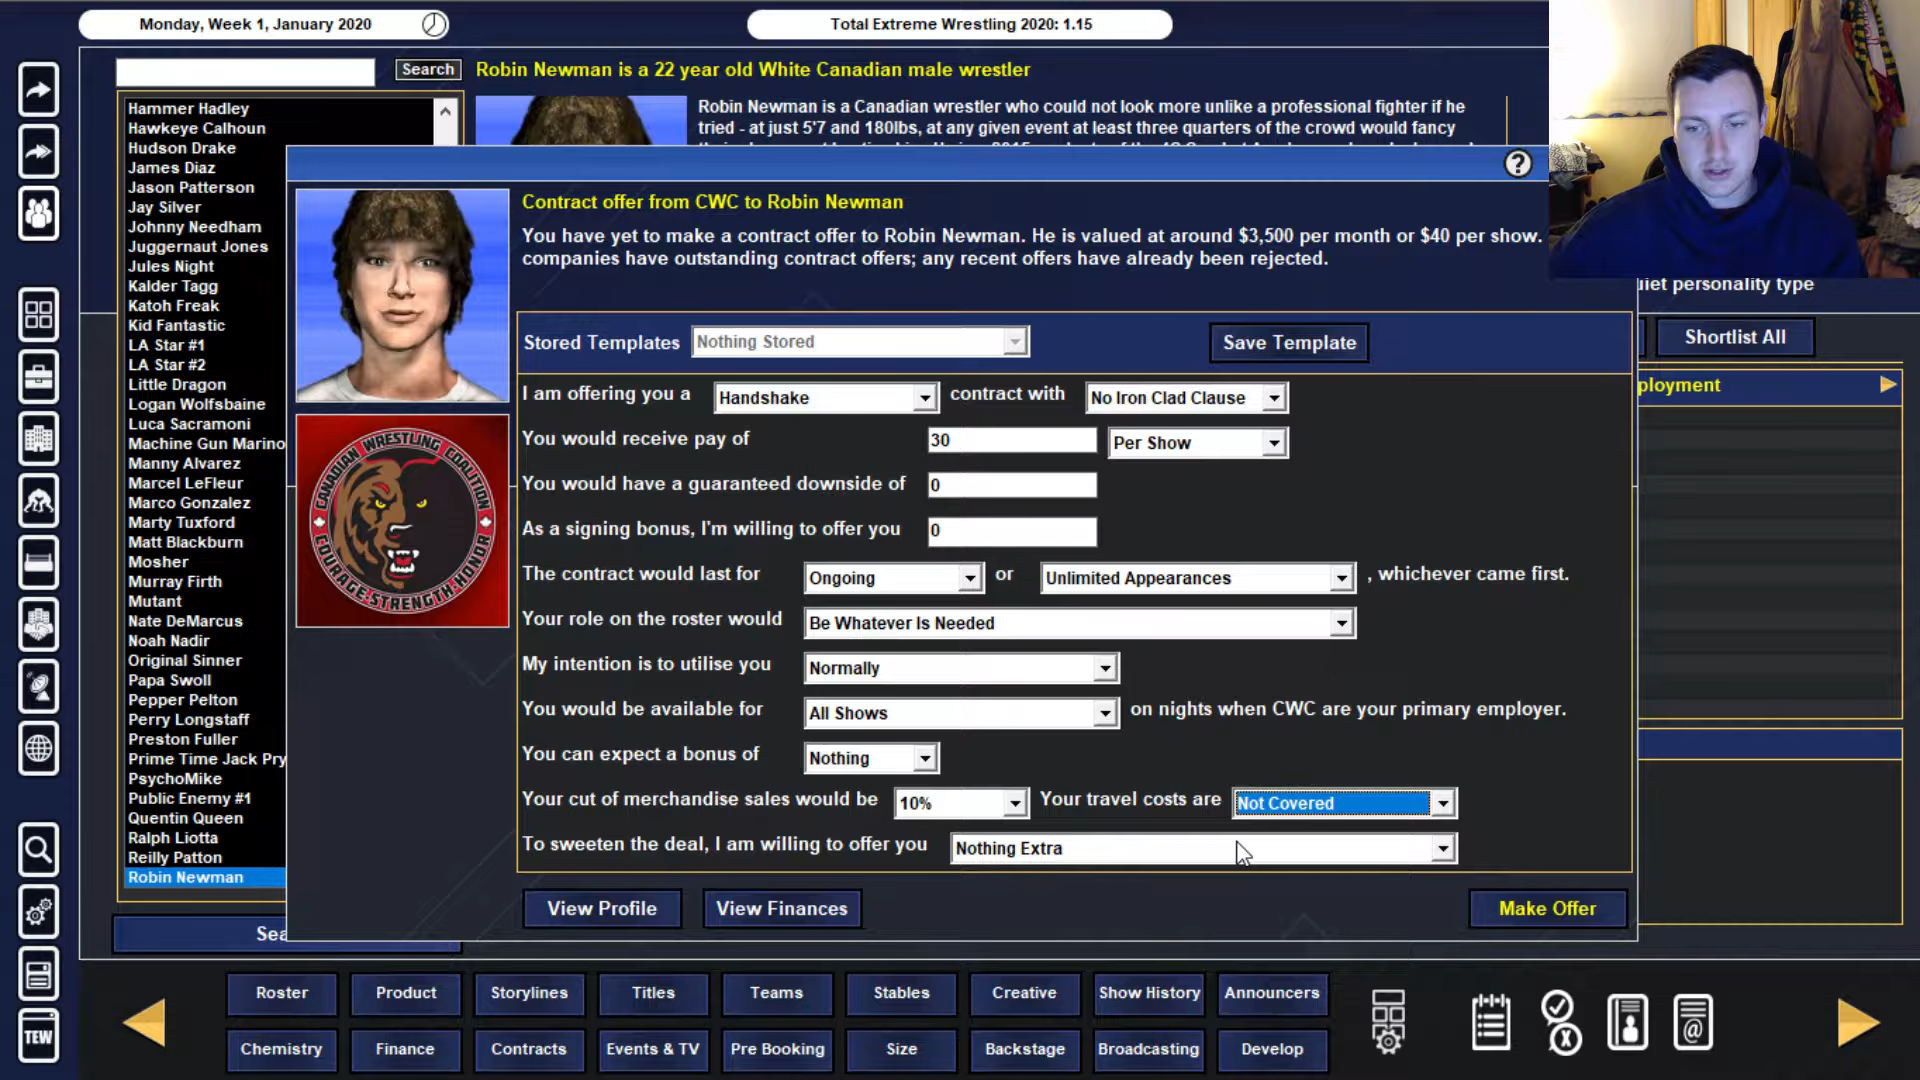 Monday, Week 1, January 2020
Total Extreme Wrestling 2020: 1.15
Search
Robin Newman is a 22 year old White Canadian male wrestler
Robin Newman is a Canadian wrestler who could not look more unlike a professional fighter if he
tried - at just 5'7 and 180lbs, at any given event at least three quarters of the crowd would fancy
Hammer Hadley
Hawkeye Calhoun
Hudson Drake
James Diaz
Jason Patterson
Jay Silver
Johnny Needham
Juggernaut Jones
Jules Night
Kalder Tagg
Katoh Freak
Kid Fantastic
LA Star #1
LA Star #2
Little Dragon
Logan Wolfsbaine
Luca Sacramoni
Machine Gun Marino
Manny Alvarez
Marcel LeFleur
Marco Gonzalez
Marty Tuxford
Matt Blackburn
Mosher
Murray Firth
Mutant
Nate DeMarcus
Noah Nadir
Original Sinner
Papa Swoll
Pepper Pelton
Perry Longstaff
Preston Fuller
Prime Time Jack Pry
PsychoMike
Public Enemy #1
Quentin Queen
Ralph Liotta
Reilly Patton
Robin Newman
Sea
?
Contract offer from CWC to Robin Newman
You have yet to make a contract offer to Robin Newman. He is valued at around $3,500 per month or $40 per show.
companies have outstanding contract offers; any recent offers have already been rejected.
CANADIAN WRESTLING COALITION
COURAGE-STRENGTH-HONOR
Stored Templates Nothing Stored Save Template
I am offering you a Handshake contract with No Iron Clad Clause
You would receive pay of 30 Per Show
You would have a guaranteed downside of 0
As a signing bonus, I'm willing to offer you 0
The contract would last for Ongoing or Unlimited Appearances , whichever came first.
Your role on the roster would Be Whatever Is Needed
My intention is to utilise you Normally
You would be available for All Shows on nights when CWC are your primary employer.
You can expect a bonus of Nothing
Your cut of merchandise sales would be 10% Your travel costs are Not Covered
To sweeten the deal, I am willing to offer you Nothing Extra
View Profile View Finances Make Offer
uiet personality type
Shortlist All
ployment
Roster Product Storylines Titles Teams Stables Creative Show History Announcers
Chemistry Finance Contracts Events & TV Pre Booking Size Backstage Broadcasting Develop
TEW
@